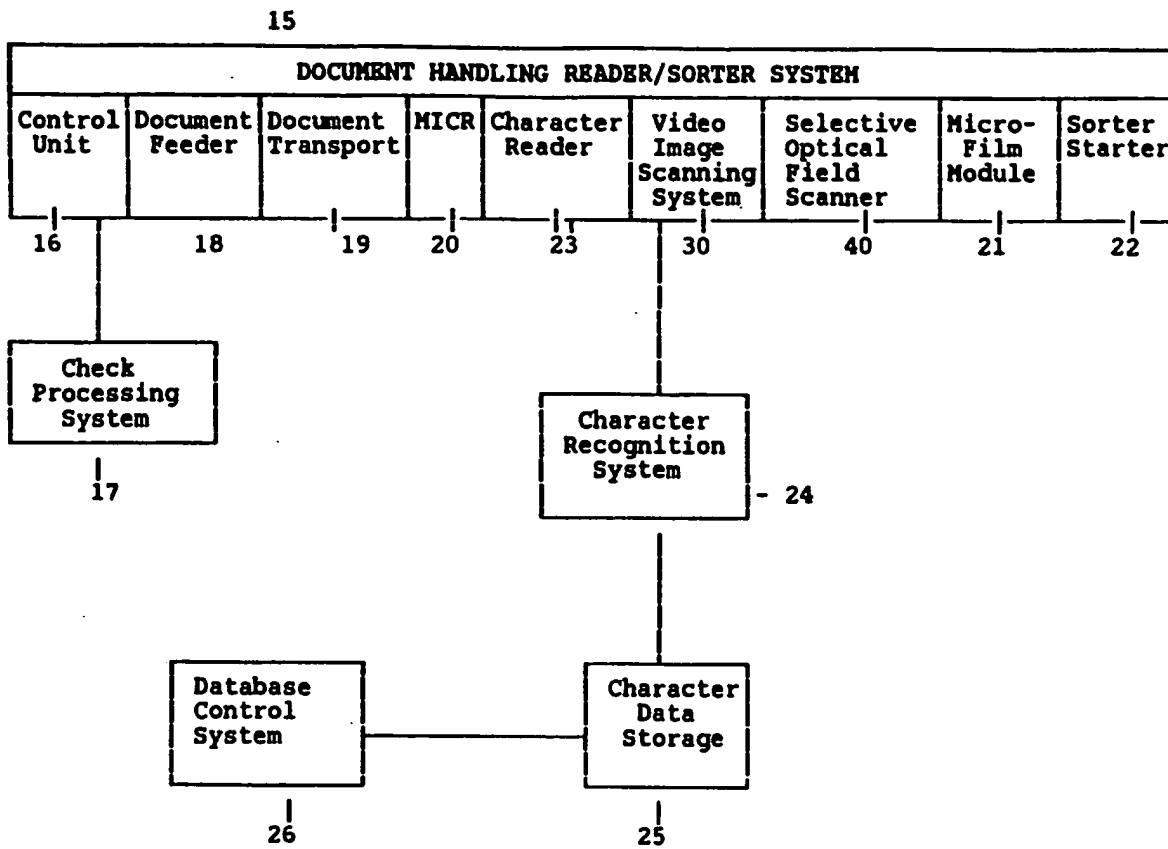 15
DOCUMENT HANDLING READER/SORTER SYSTEM
Control Unit
Document Feeder
Document Transport
MICR
Character Reader
Video Image Scanning System
Selective Optical Field Scanner
Micro-Film Module
Sorter Starter
16
18
19
20
23
30
40
21
22
Check
Processing
System
17
Character
Recognition
System
- 24
Database
Control
System
26
Character
Data
Storage
25